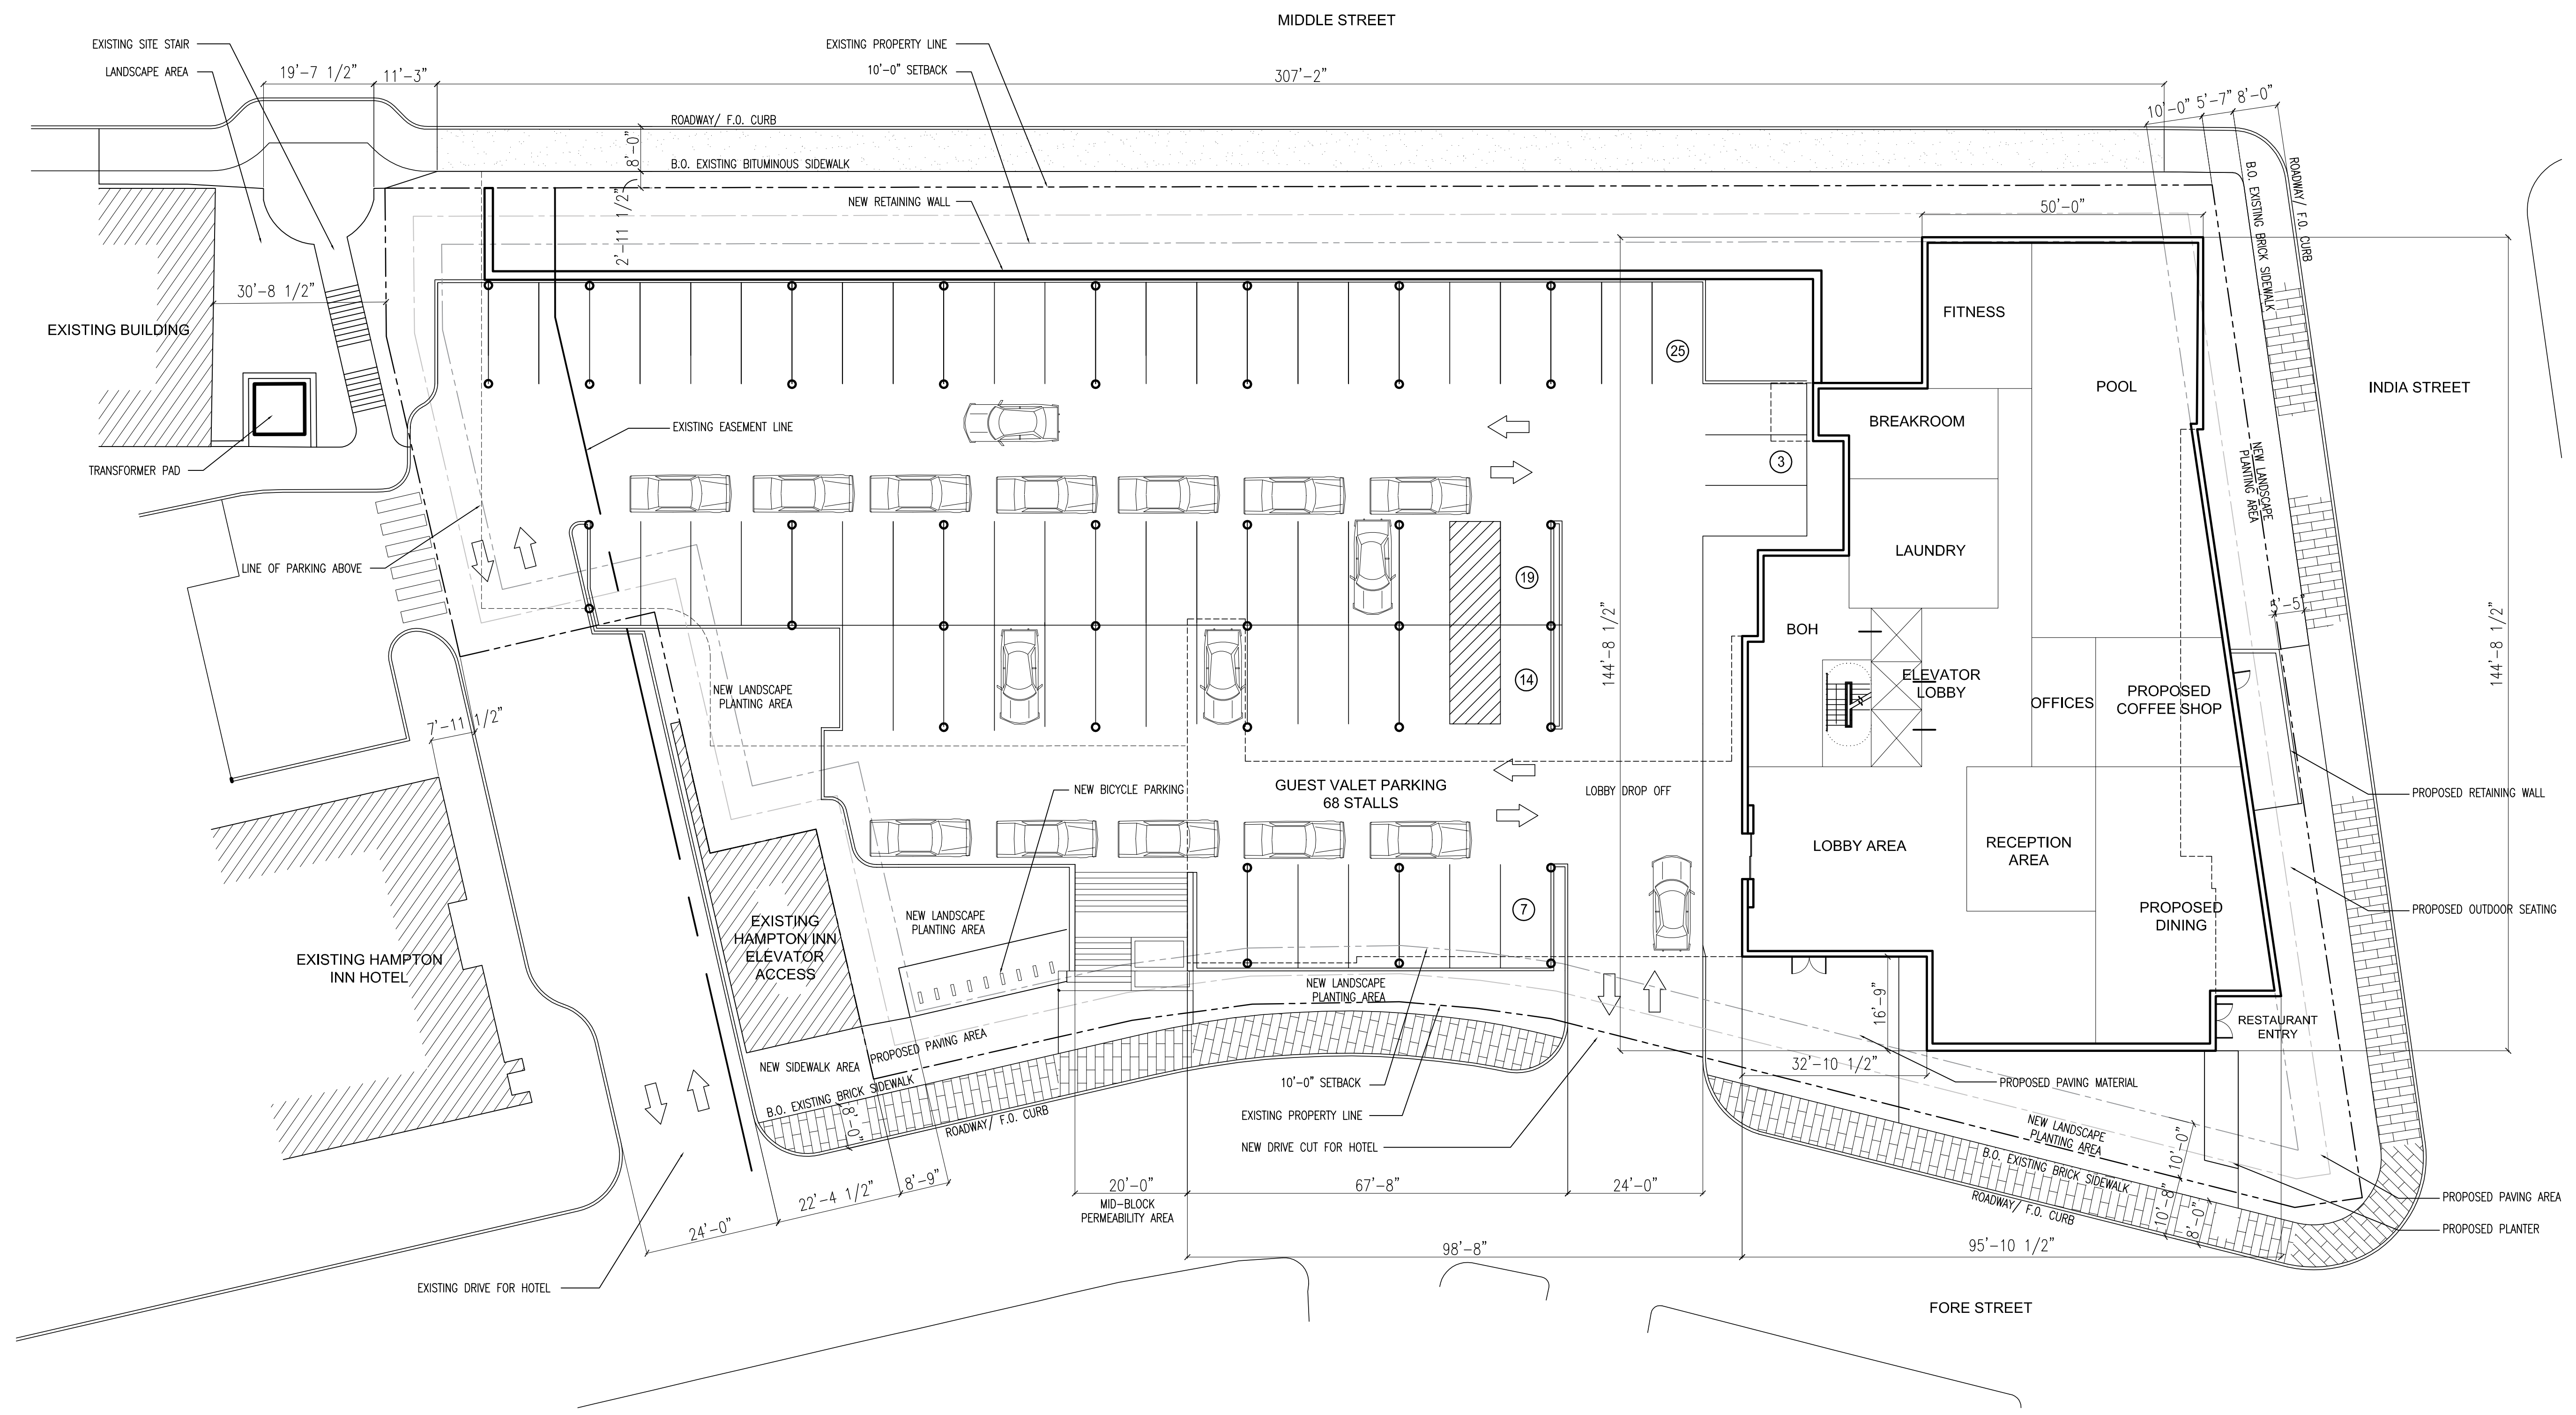 MIDDLE STREET
EXISTING SITE STAIR
LANDSCAPE AREA
19'-7 1/2"
11'-3"
EXISTING PROPERTY LINE
10'-0" SETBACK
307'-2"
10'-0"
5'-7"
8'-0"
ROADWAY/ F.O. CURB
8'-0"
B.O. EXISTING BITUMINOUS SIDEWALK
2'-11 1/2"
NEW RETAINING WALL
50'-0"
B.O. EXISTING BRICK SIDEWALK
ROADWAY/ F.O. CURB
30'-8 1/2"
EXISTING BUILDING
FITNESS
25
POOL
INDIA STREET
BREAKROOM
EXISTING EASEMENT LINE
3
TRANSFORMER PAD
NEW LANDSCAPE
PLANTING AREA
LAUNDRY
LINE OF PARKING ABOVE
19
144'-8 1/2"
144'-8 1/2"
BOH
14
ELEVATOR
LOBBY
OFFICES
PROPOSED
COFFEE SHOP
NEW LANDSCAPE
PLANTING AREA
7'-11 1/2"
GUEST VALET PARKING
68 STALLS
LOBBY DROP OFF
NEW BICYCLE PARKING
PROPOSED RETAINING WALL
LOBBY AREA
RECEPTION
AREA
7
NEW LANDSCAPE
PLANTING AREA
EXISTING
HAMPTON INN
ELEVATOR
ACCESS
PROPOSED
DINING
PROPOSED OUTDOOR SEATING
EXISTING HAMPTON
INN HOTEL
NEW LANDSCAPE
PLANTING AREA
16'-9"
RESTAURANT
ENTRY
PROPOSED PAVING AREA
NEW SIDEWALK AREA
32'-10 1/2"
10'-0" SETBACK
PROPOSED PAVING MATERIAL
B.O. EXISTING BRICK SIDEWALK
8'-0"
ROADWAY/ F.O. CURB
EXISTING PROPERTY LINE
NEW LANDSCAPE
PLANTING AREA
10'-0"
NEW DRIVE CUT FOR HOTEL
B.O. EXISTING BRICK SIDEWALK
20'-0"
MID-BLOCK
PERMEABILITY AREA
67'-8"
24'-0"
8'-9"
22'-4 1/2"
24'-0"
ROADWAY/ F.O. CURB
10'-8"
8'-0"
PROPOSED PAVING AREA
PROPOSED PLANTER
98'-8"
95'-10 1/2"
EXISTING DRIVE FOR HOTEL
FORE STREET